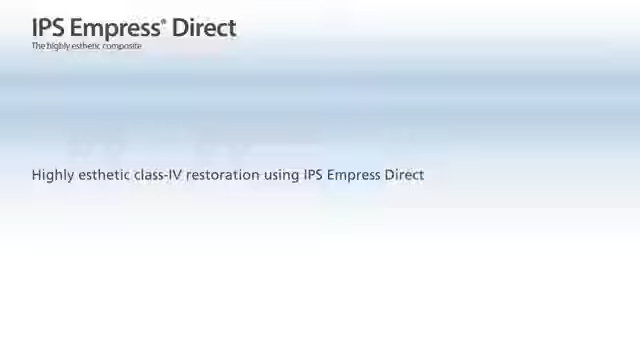 IPS Empress® Direct
The highly esthetic composite
Highly esthetic class-IV restoration using IPS Empress Direct